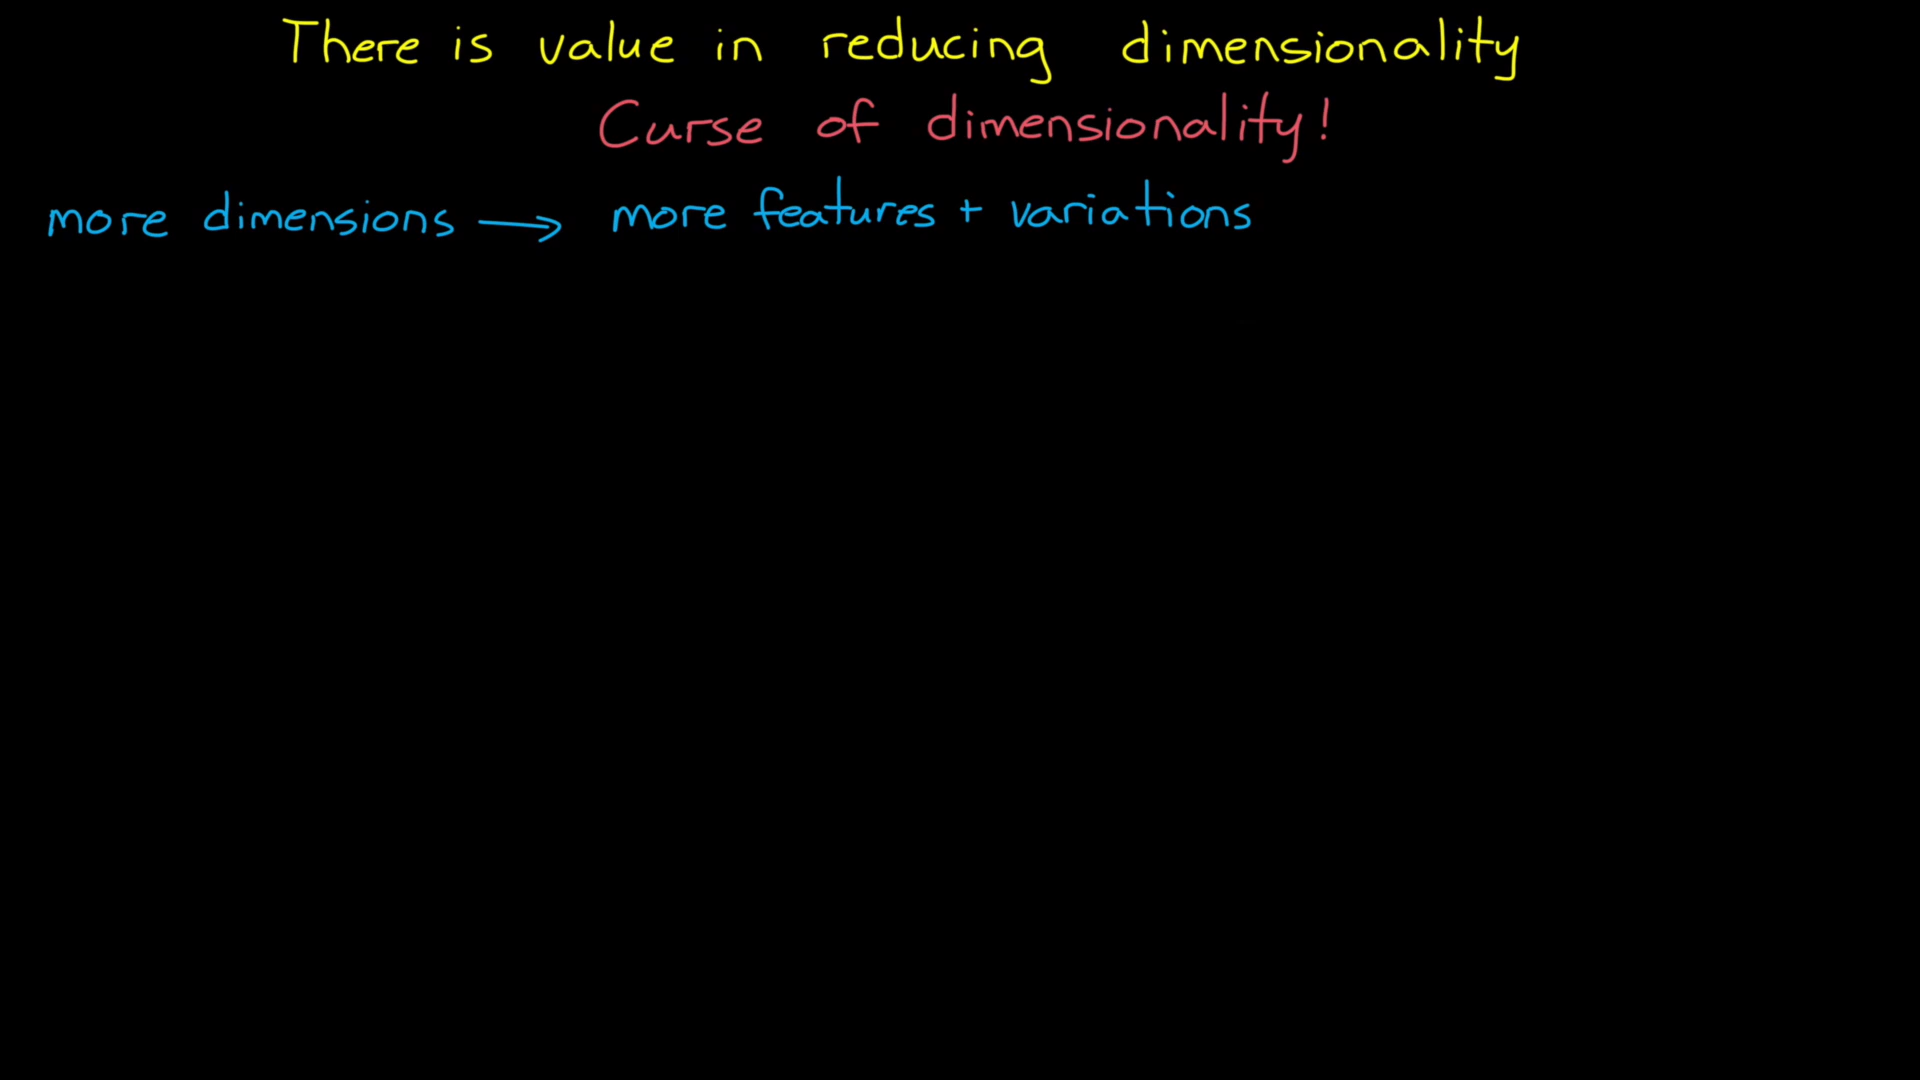 There is value in reducing dimensionality
Curse of dimensionality!
more dimensions → more features + variations